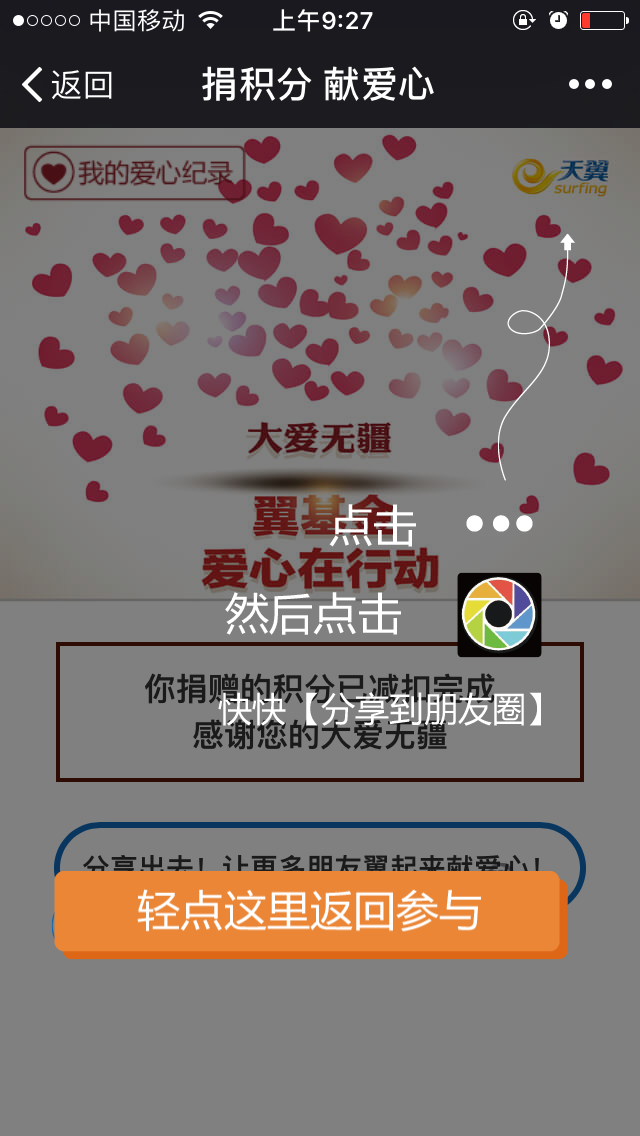 中国移动 上午9:27
返回 捐积分 献爱心
我的爱心纪录 天翼
surfing
大爱无疆
翼基金
点击
爱心在行动
然后点击
你捐赠的积分已减扣完成
快快【分享到朋友圈】
感谢您的大爱无疆
分享出去！让更多朋友翼起来献爱心！
轻点这里返回参与